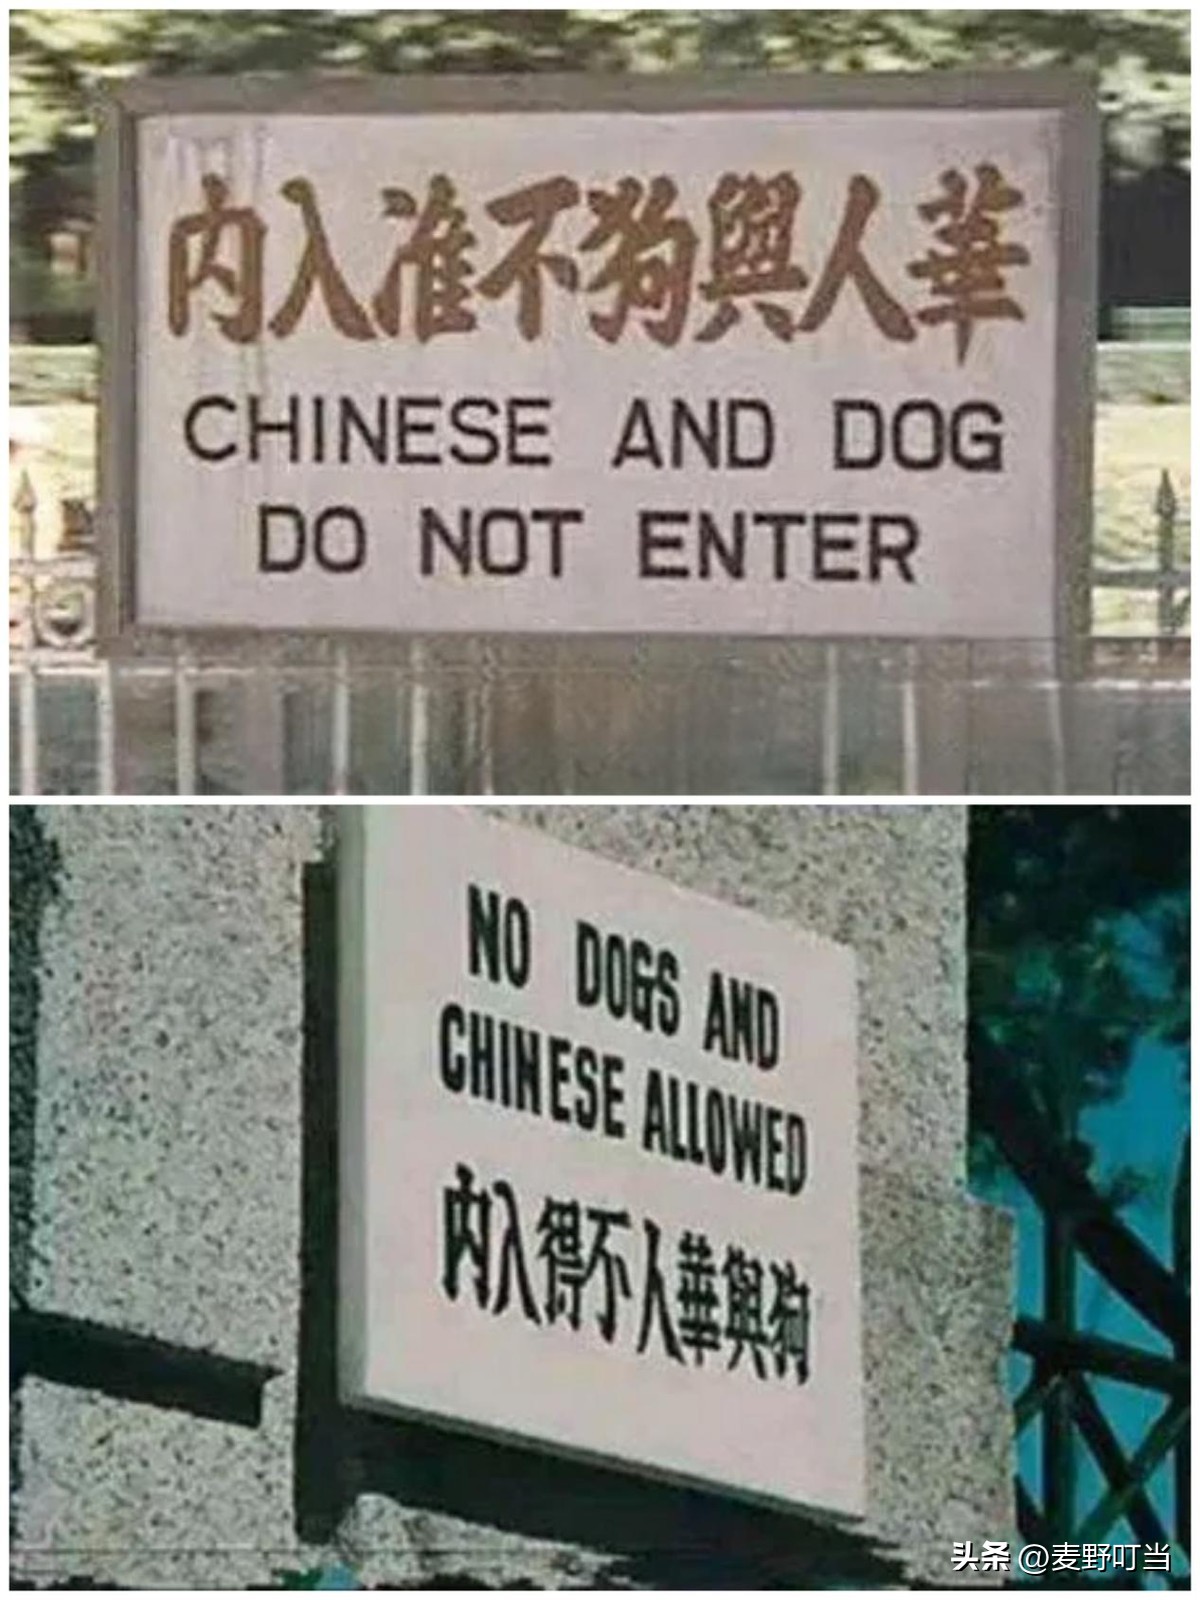 華人與狗不准入内
CHINESE AND DOG
DO NOT ENTER
NO DOGS AND
CHINESE ALLOWED
狗與華人不得入内
头条 @麦野叮当